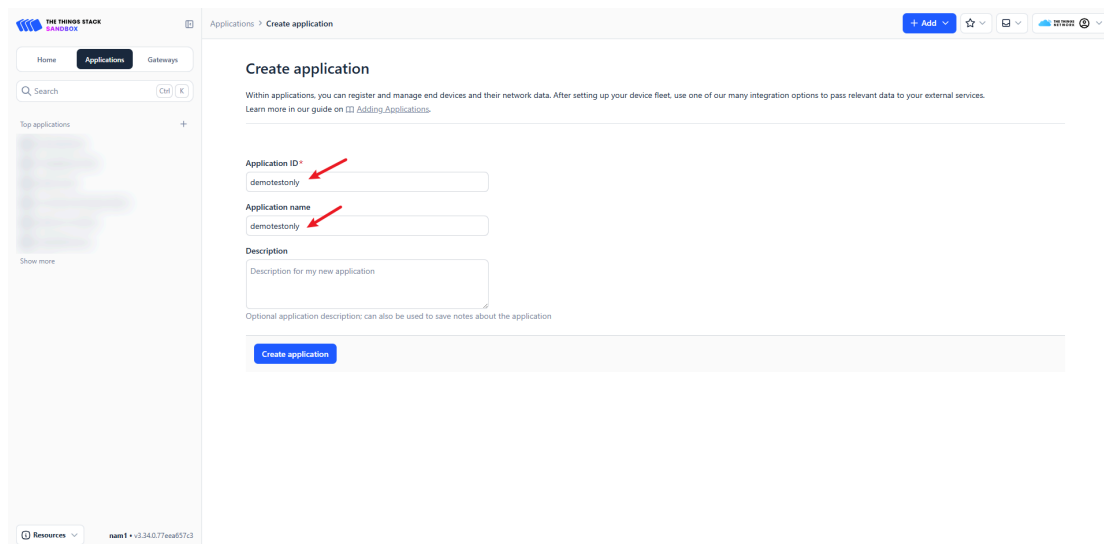 THE THINGS STACK
SANDBOX
Applications > Create application
+ Add
THE THINGS
NETWORK
Home
Applications
Gateways
Search
Ctrl
K
Top applications
+
Show more
Create application
Within applications, you can register and manage end devices and their network data. After setting up your device fleet, use one of our many integration options to pass relevant data to your external services.
Learn more in our guide on Adding Applications.
Application ID*
demotestonly
Application name
demotestonly
Description
Description for my new application
Optional application description; can also be used to save notes about the application
Create application
Resources
nam1 • v3.34.0.77eea657c3